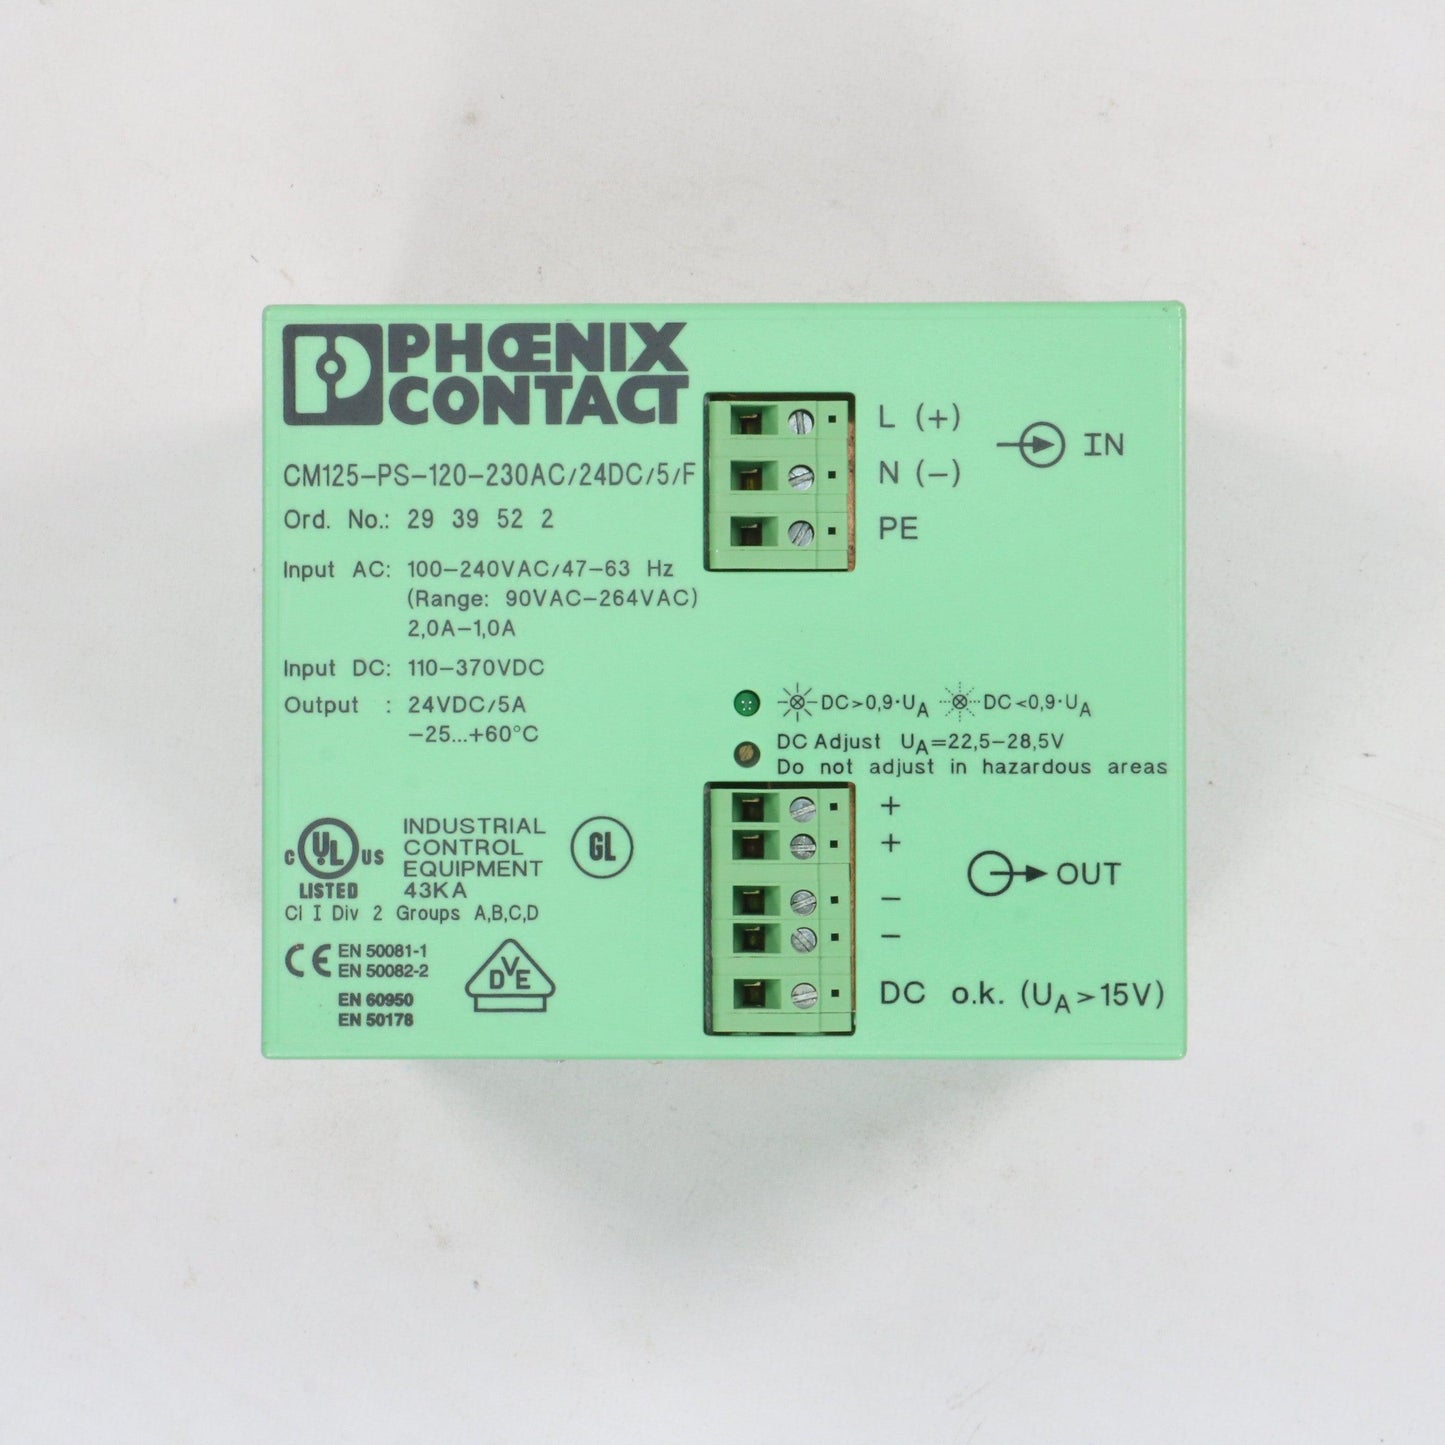 PHŒNIX
CONTACT
CM125-PS-120-230AC/24DC/5/F
Ord. No.: 29 39 52 2
Input AC: 100-240VAC/47-63 Hz
(Range: 90VAC-264VAC)
2,0A-1,0A
Input DC: 110-370VDC
Output : 24VDC/5A
-25...+60°C
C UL US
LISTED
INDUSTRIAL
CONTROL
EQUIPMENT
43KA
GL
Cl I Div 2 Groups A,B,C,D
CE
EN 50081-1
EN 50082-2
EN 60950
EN 50178
DVE
L (+)
N (-)
PE
IN
DC>0,9·UA DC<0,9·UA
DC Adjust UA=22,5-28,5V
Do not adjust in hazardous areas
+
+
-
-
OUT
DC o.k. (UA>15V)